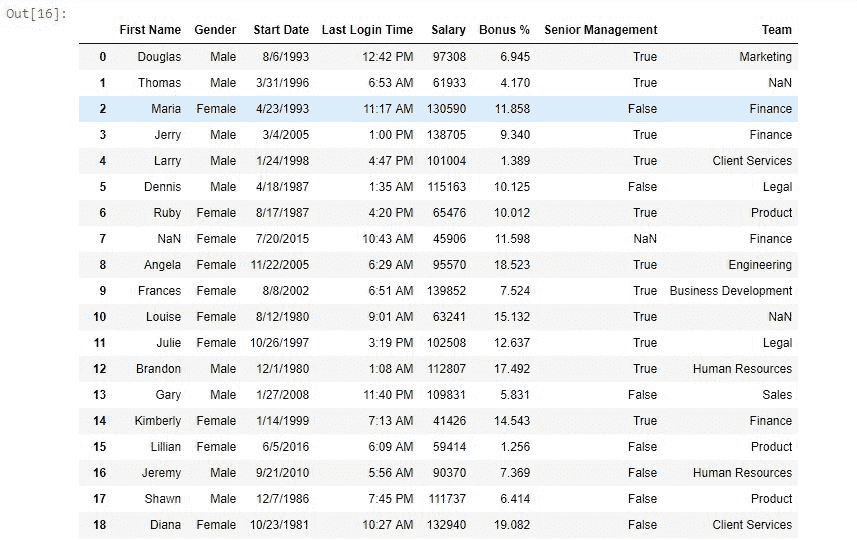 Out[16]:
First Name Gender Start Date Last Login Time Salary Bonus % Senior Management Team
0 Douglas Male 8/6/1993 12:42 PM 97308 6.945 True Marketing
1 Thomas Male 3/31/1996 6:53 AM 61933 4.170 True NaN
2 Maria Female 4/23/1993 11:17 AM 130590 11.858 False Finance
3 Jerry Male 3/4/2005 1:00 PM 138705 9.340 True Finance
4 Larry Male 1/24/1998 4:47 PM 101004 1.389 True Client Services
5 Dennis Male 4/18/1987 1:35 AM 115163 10.125 False Legal
6 Ruby Female 8/17/1987 4:20 PM 65476 10.012 True Product
7 NaN Female 7/20/2015 10:43 AM 45906 11.598 NaN Finance
8 Angela Female 11/22/2005 6:29 AM 95570 18.523 True Engineering
9 Frances Female 8/8/2002 6:51 AM 139852 7.524 True Business Development
10 Louise Female 8/12/1980 9:01 AM 63241 15.132 True NaN
11 Julie Female 10/26/1997 3:19 PM 102508 12.637 True Legal
12 Brandon Male 12/1/1980 1:08 AM 112807 17.492 True Human Resources
13 Gary Male 1/27/2008 11:40 PM 109831 5.831 False Sales
14 Kimberly Female 1/14/1999 7:13 AM 41426 14.543 True Finance
15 Lillian Female 6/5/2016 6:09 AM 59414 1.256 False Product
16 Jeremy Male 9/21/2010 5:56 AM 90370 7.369 False Human Resources
17 Shawn Male 12/7/1986 7:45 PM 111737 6.414 False Product
18 Diana Female 10/23/1981 10:27 AM 132940 19.082 False Client Services